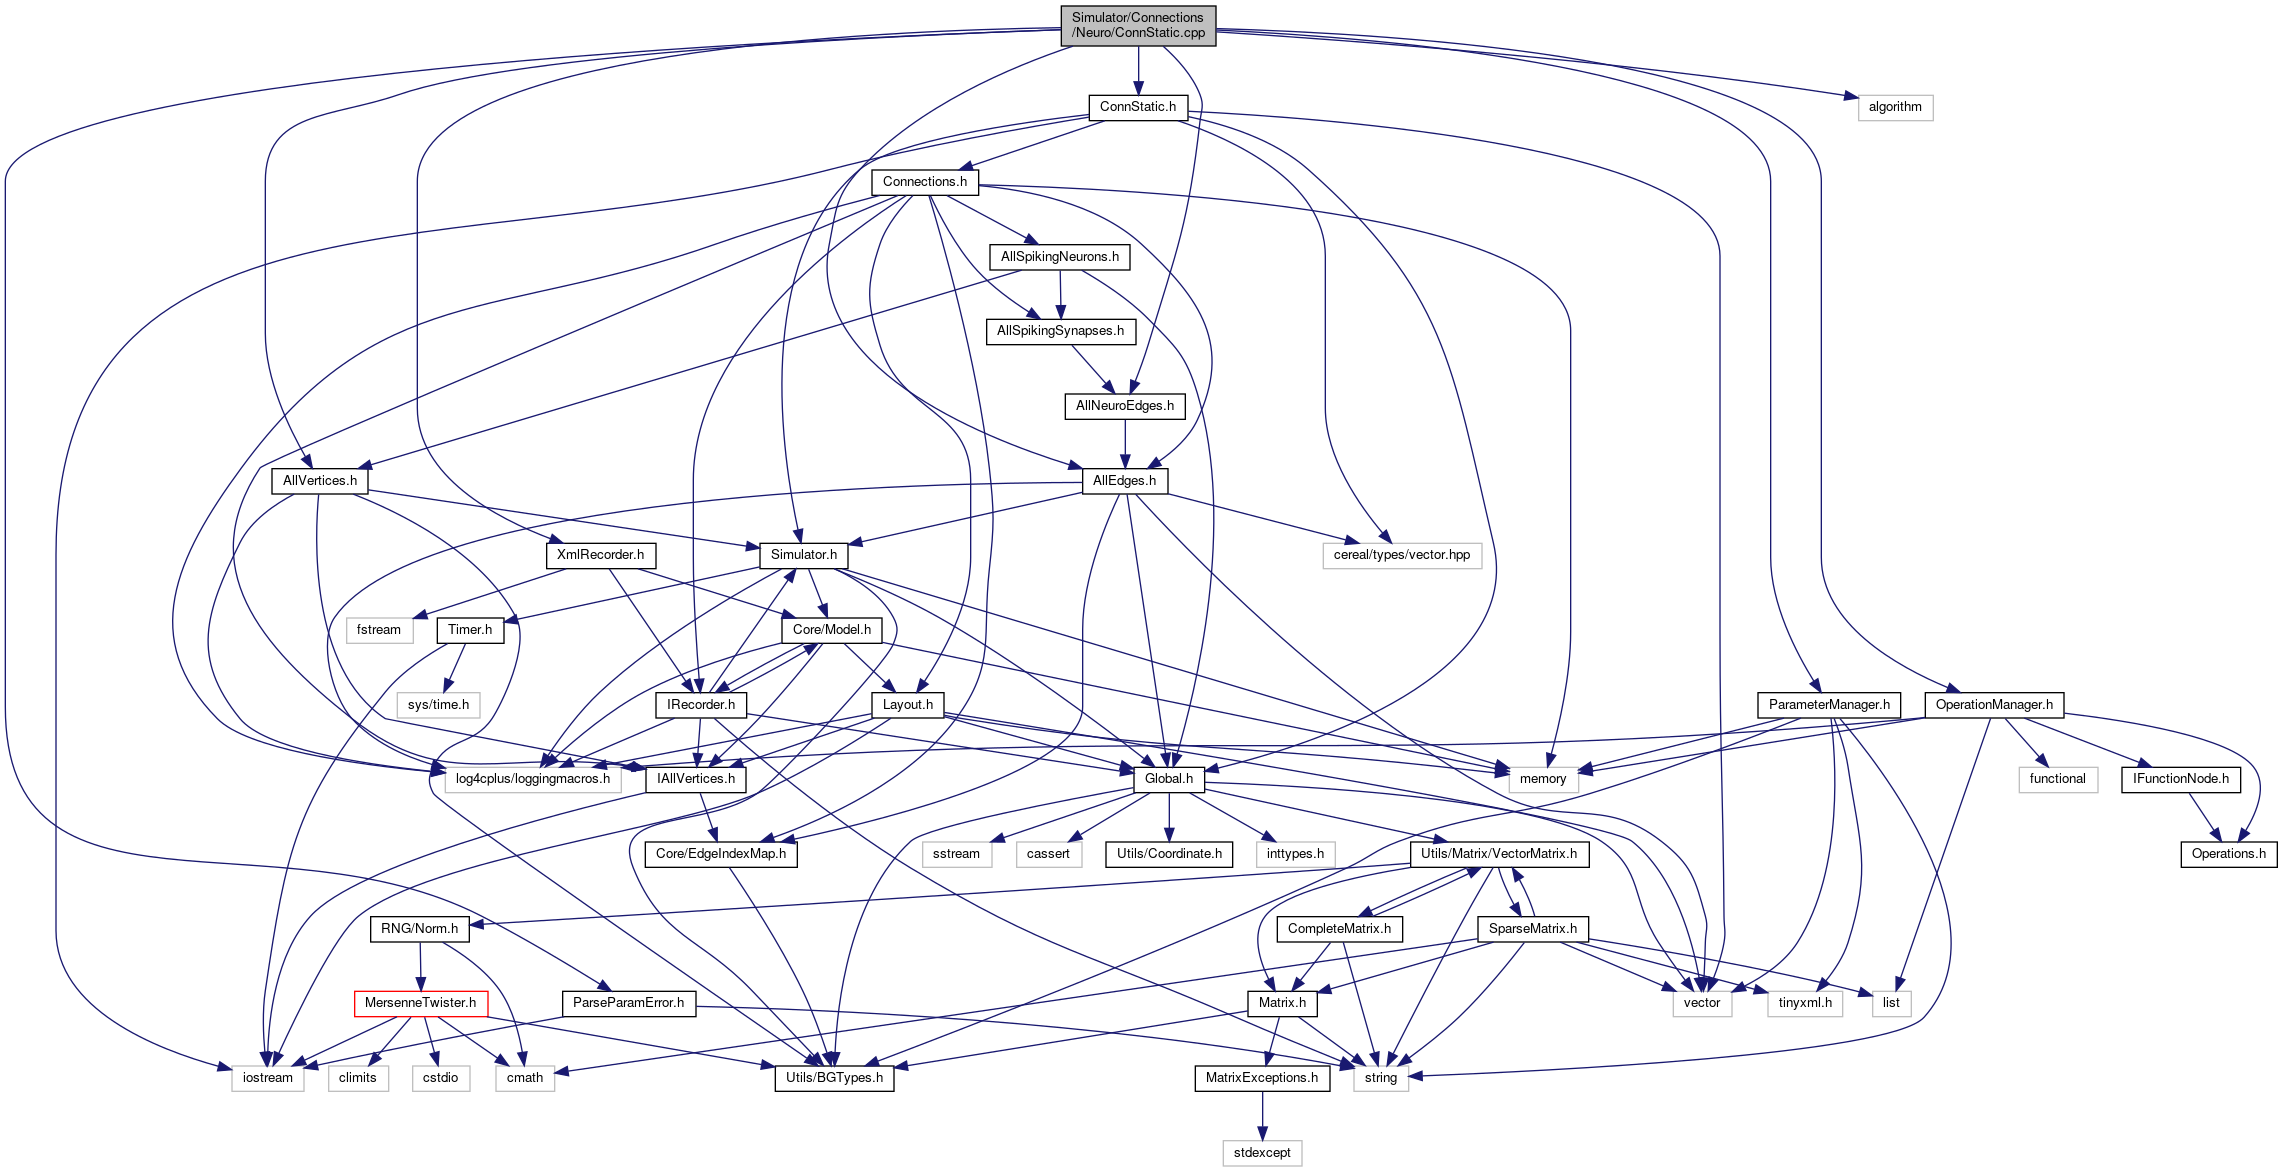 Simulator/Connections
/Neuro/ConnStatic.cpp
ConnStatic.h
algorithm
Connections.h
AllSpikingNeurons.h
AllSpikingSynapses.h
AllNeuroEdges.h
AllVertices.h
AllEdges.h
XmlRecorder.h
Simulator.h
cereal/types/vector.hpp
fstream
Timer.h
Core/Model.h
sys/time.h
IRecorder.h
Layout.h
ParameterManager.h
OperationManager.h
log4cplus/loggingmacros.h
IAllVertices.h
Global.h
memory
functional
IFunctionNode.h
Core/EdgeIndexMap.h
sstream
cassert
Utils/Coordinate.h
inttypes.h
Utils/Matrix/VectorMatrix.h
Operations.h
RNG/Norm.h
CompleteMatrix.h
SparseMatrix.h
MersenneTwister.h
ParseParamError.h
Matrix.h
vector
tinyxml.h
list
iostream
climits
cstdio
cmath
Utils/BGTypes.h
MatrixExceptions.h
string
stdexcept